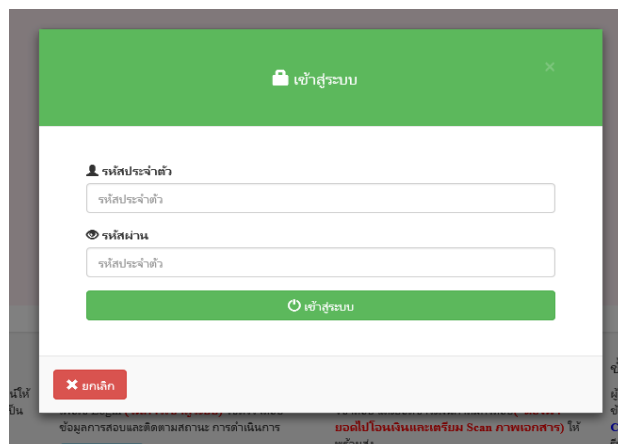 เข้าสู่ระบบ
×
รหัสประจำตัว
รหัสประจำตัว
รหัสผ่าน
รหัสประจำตัว
เข้าสู่ระบบ
ยกเลิก
ข้อมูลการสอบและติดตามสถานะ การดำเนินการ
ยอดไปโอนเงินและเตรียม Scan ภาพเอกสาร) ให้